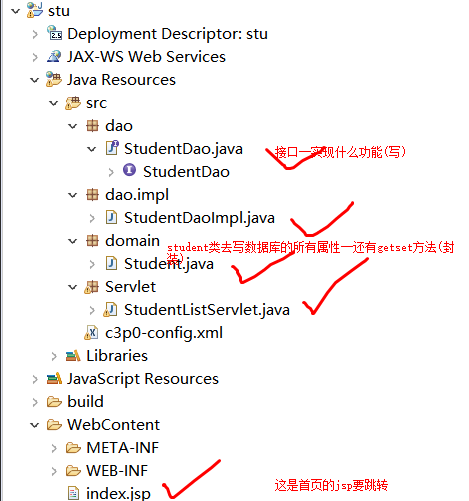 stu
Deployment Descriptor: stu
JAX-WS Web Services
Java Resources
src
dao
StudentDao.java
接口一实现什么功能(写)
StudentDao
dao.impl
StudentDaoImpl.java
domain
student类去写数据库的所有属性一还有getset方法(封
装)
Student.java
Servlet
StudentListServlet.java
c3p0-config.xml
Libraries
JavaScript Resources
build
WebContent
META-INF
WEB-INF
index.jsp
这是首页的jsp要跳转